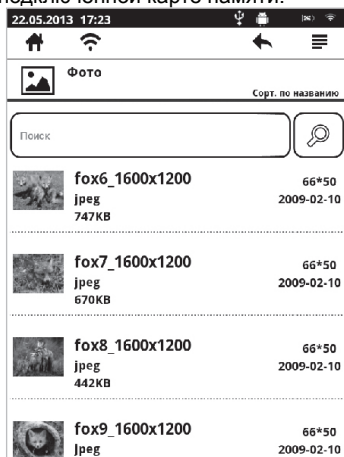 подключенной карте памяти.
22.05.2013 17:23
Фото
Сорт. по названию
Поиск
fox6_1600x1200
66*50
jpeg
2009-02-10
747KB
fox7_1600x1200
66*50
jpeg
2009-02-10
670KB
fox8_1600x1200
66*50
jpeg
2009-02-10
442KB
fox9_1600x1200
66*50
jpeg
2009-02-10